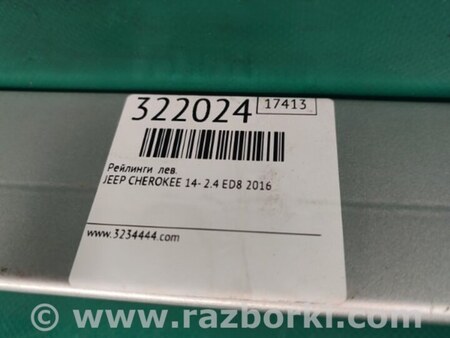 322024
17413
Рейлинги лев.
JEEP CHEROKEE 14- 2.4 ED8 2016
www.3234444.com
© www.razborki.com